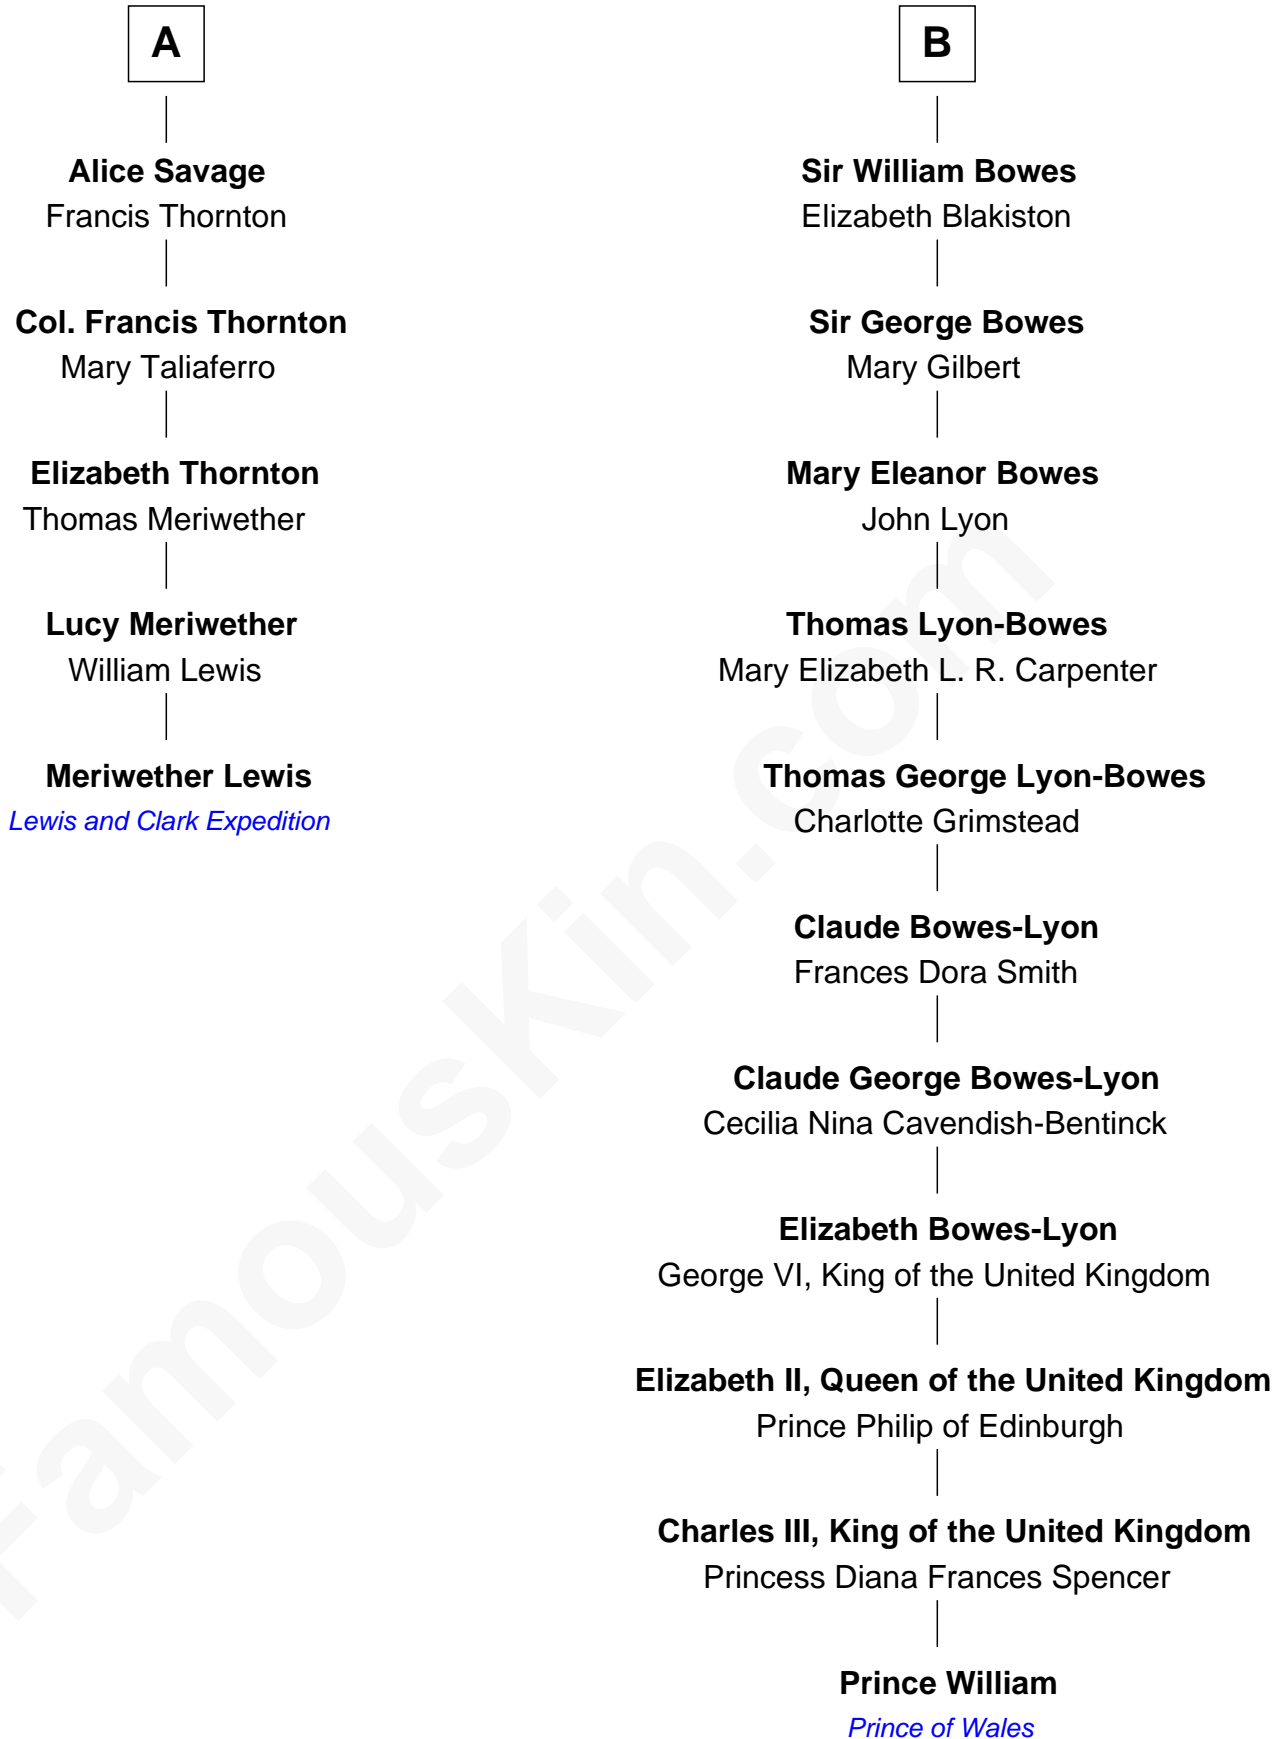 A
Alice Savage
Francis Thornton
Col. Francis Thornton
Mary Taliaferro
Elizabeth Thornton
Thomas Meriwether
Lucy Meriwether
William Lewis
Meriwether Lewis
Lewis and Clark Expedition
B
Sir William Bowes
Elizabeth Blakiston
Sir George Bowes
Mary Gilbert
Mary Eleanor Bowes
John Lyon
Thomas Lyon-Bowes
Mary Elizabeth L. R. Carpenter
Thomas George Lyon-Bowes
Charlotte Grimstead
Claude Bowes-Lyon
Frances Dora Smith
Claude George Bowes-Lyon
Cecilia Nina Cavendish-Bentinck
Elizabeth Bowes-Lyon
George VI, King of the United Kingdom
Elizabeth II, Queen of the United Kingdom
Prince Philip of Edinburgh
Charles III, King of the United Kingdom
Princess Diana Frances Spencer
Prince William
Prince of Wales
FamousKin.com